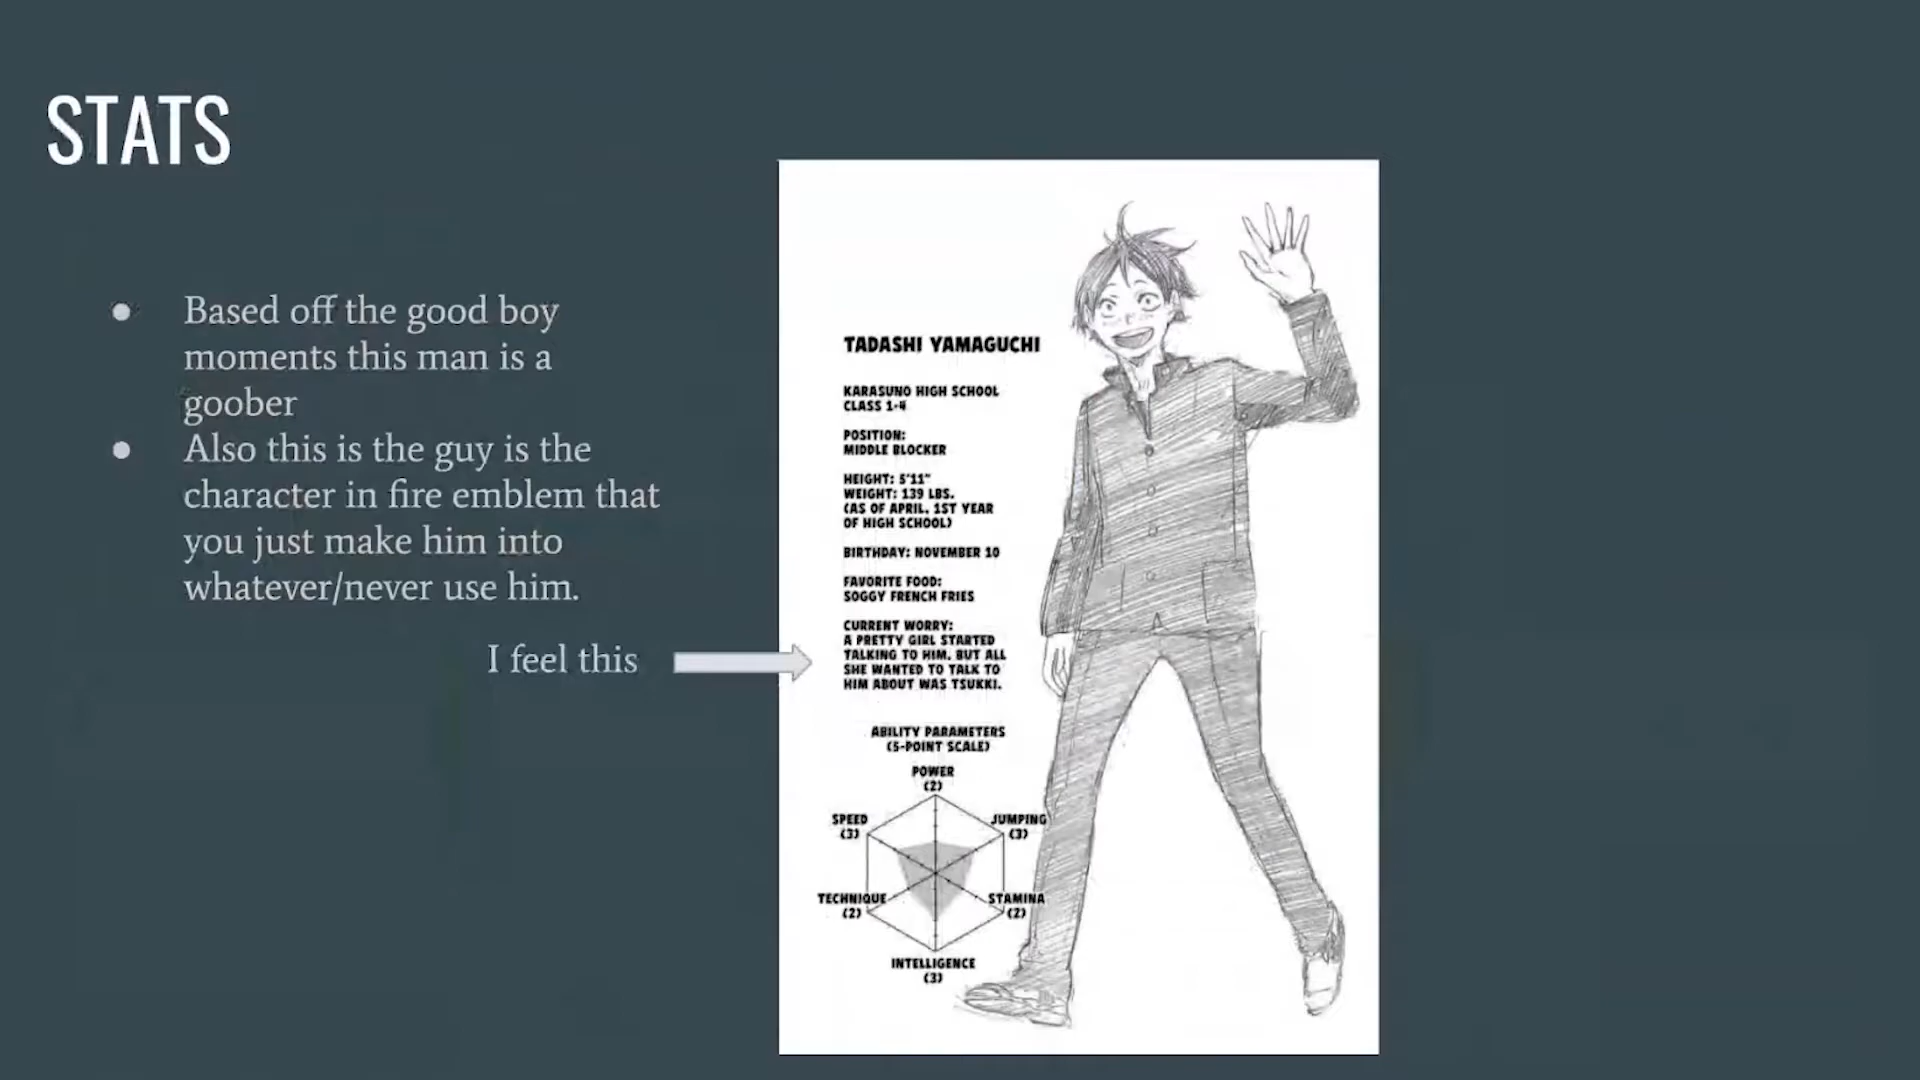 STATS
Based off the good boy
moments this man is a
goober
Also this is the guy is the
character in fire emblem that
you just make him into
whatever/never use him.
I feel this
TADASHI YAMAGUCHI
KARASUNO HIGH SCHOOL
CLASS 1-4
POSITION:
MIDDLE BLOCKER
HEIGHT: 5'11"
WEIGHT: 139 LBS.
(AS OF APRIL, 1ST YEAR
OF HIGH SCHOOL)
BIRTHDAY: NOVEMBER 10
FAVORITE FOOD:
SOGGY FRENCH FRIES
CURRENT WORRY:
A PRETTY GIRL STARTED
TALKING TO HIM, BUT ALL
SHE WANTED TO TALK TO
HIM ABOUT WAS TSUKKI.
ABILITY PARAMETERS
(5-POINT SCALE)
POWER
(2)
SPEED
(3)
JUMPING
(3)
TECHNIQUE
(2)
STAMINA
(2)
INTELLIGENCE
(3)